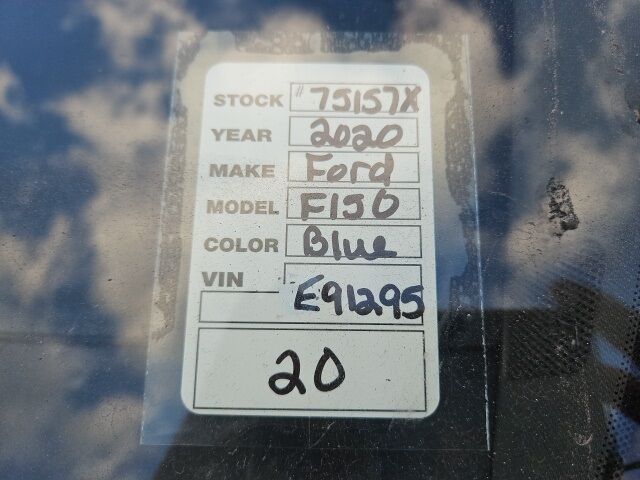 STOCK # 75157X
YEAR 2020
MAKE Ford
MODEL F150
COLOR Blue
VIN E91295
20